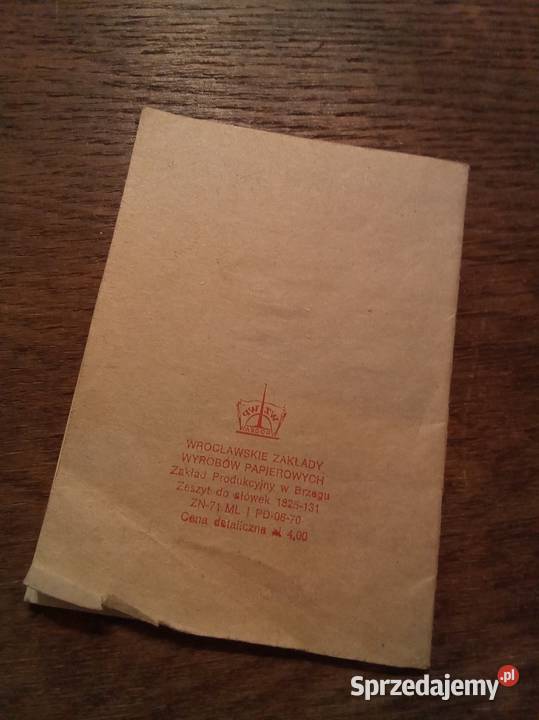 WROCŁAWSKIE ZAKŁADY
WYROBÓW PAPIEROWYCH
Zakład Produkcyjny w Brzegu
Zeszyt do słówek 1825-131
ZN-71 ML | PD-06-70
Cena detaliczna zł 4,00
Sprzedajemy.pl